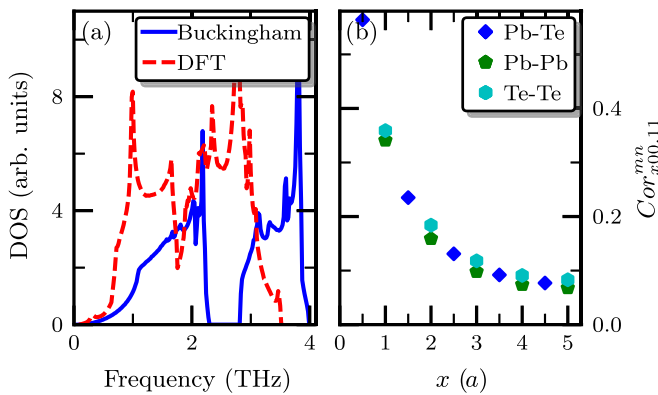 (a)
Buckingham
DFT
DOS (arb. units)
8
4
0
0
2
4
Frequency (THz)
(b)
Pb-Te
Pb-Pb
Te-Te
0.4
0.2
0.0
0
1
2
3
4
5
x (a)
Cor^{mn}_{x00,11}